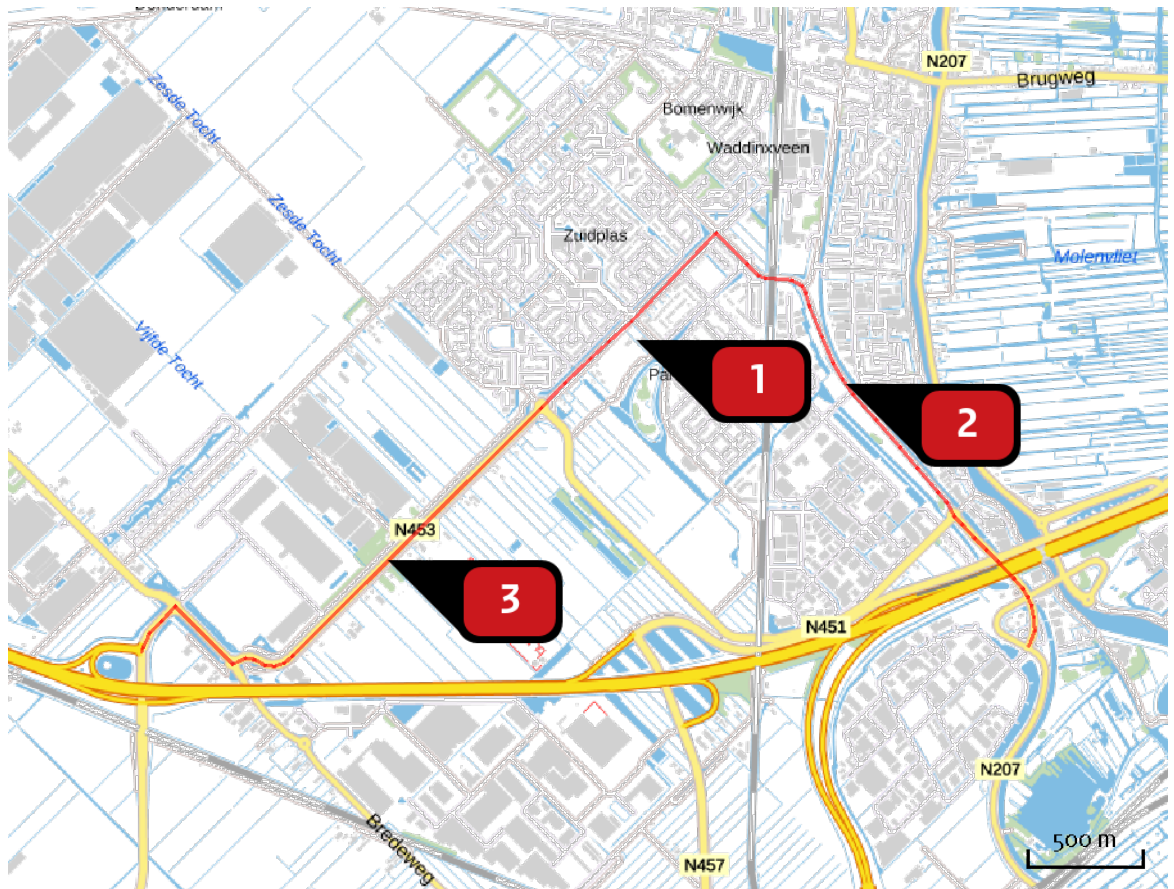 N207
Brugweg
Zesde Tocht
Bomenwijk
Waddinxveen
Zesde Tocht
Zuidplas
Molenvliet
Vijfde Tocht
1
2
N453
3
N451
N207
Bredeweg
500 m
N457